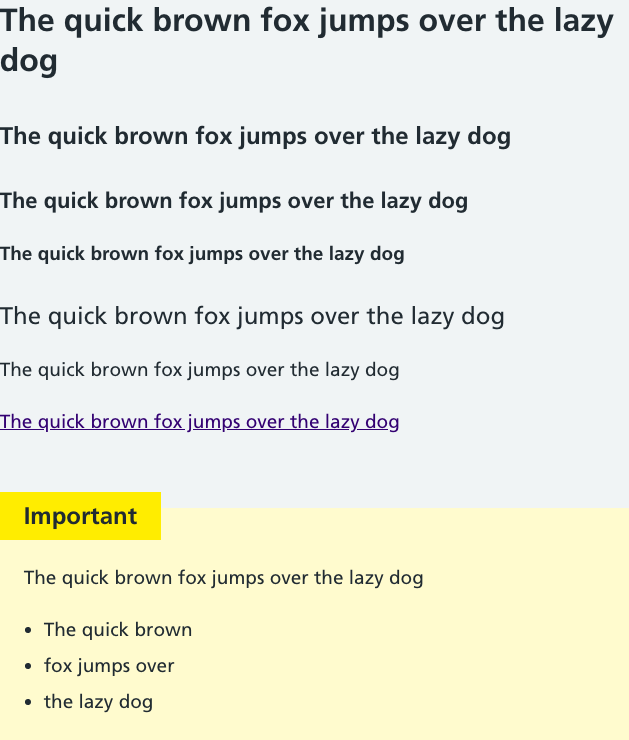 The quick brown fox jumps over the lazy
dog
The quick brown fox jumps over the lazy dog
The quick brown fox jumps over the lazy dog
The quick brown fox jumps over the lazy dog
The quick brown fox jumps over the lazy dog
The quick brown fox jumps over the lazy dog
The quick brown fox jumps over the lazy dog
Important
The quick brown fox jumps over the lazy dog
• The quick brown
• fox jumps over
• the lazy dog